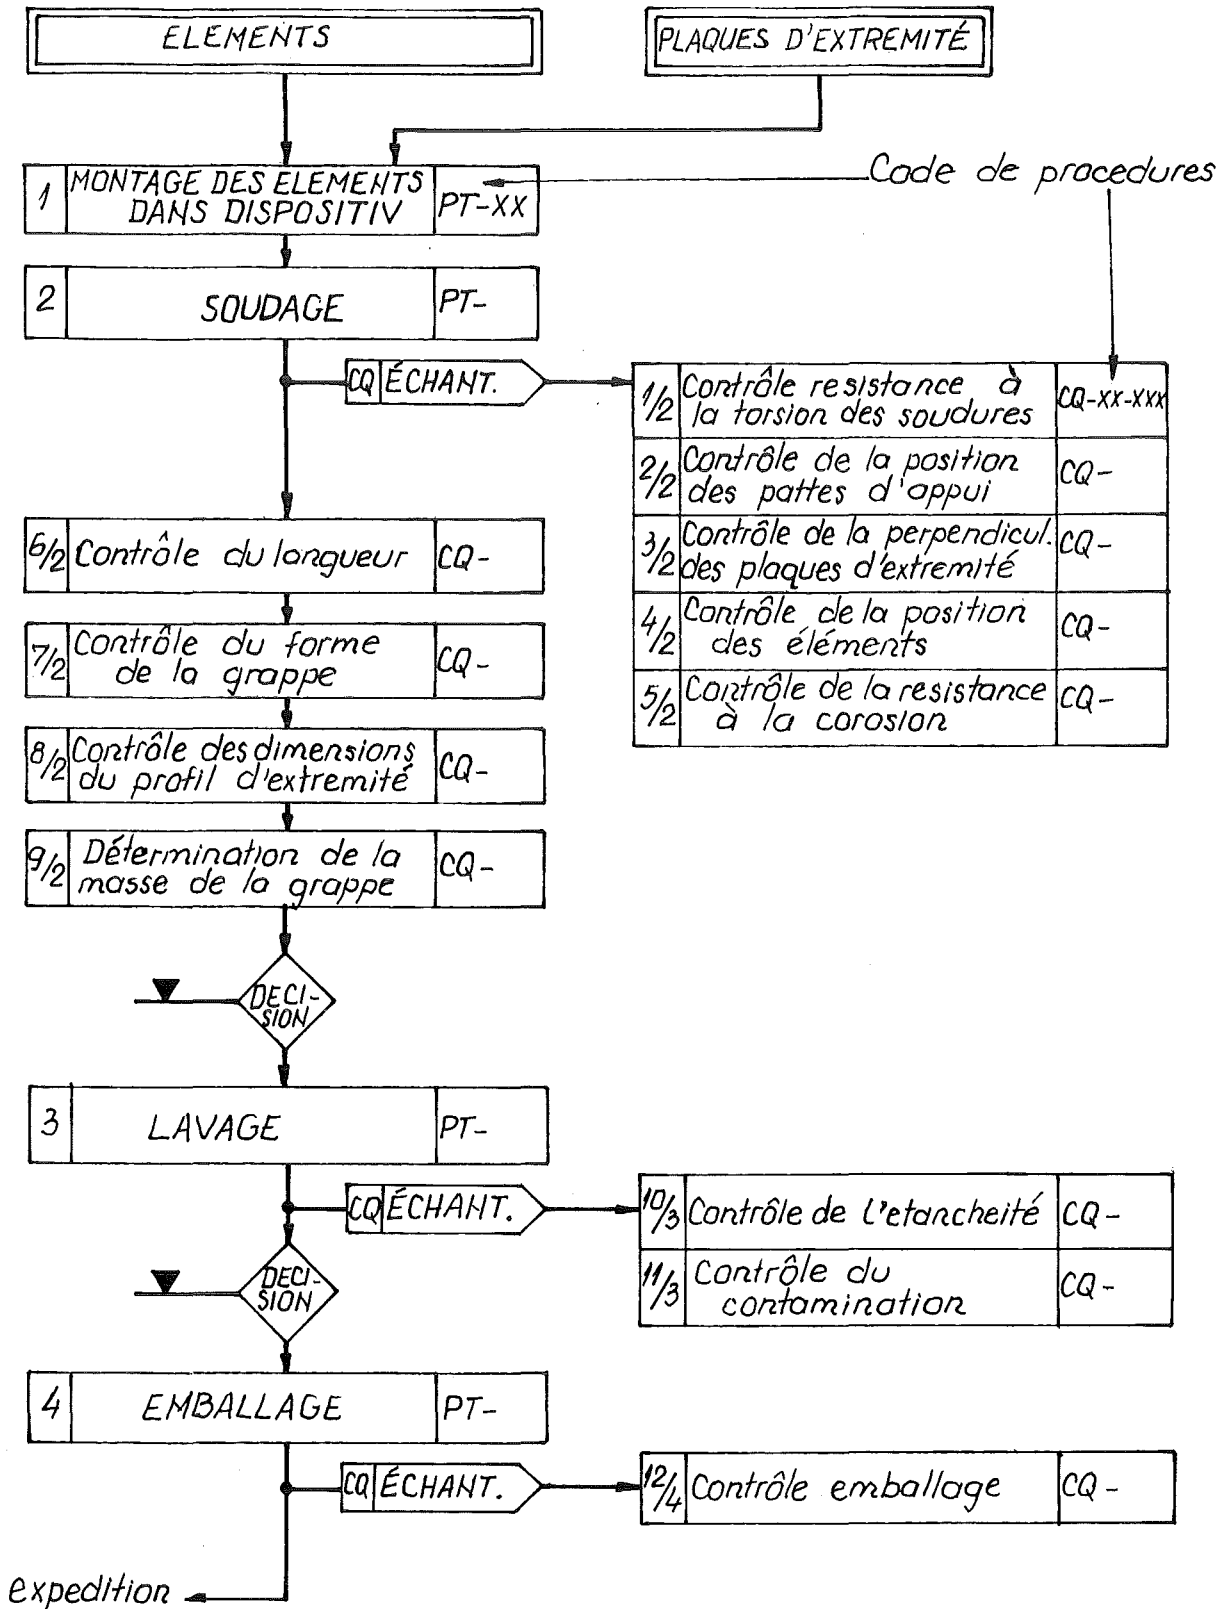 ELEMENTS
PLAQUES D'EXTREMITÉ
Code de procedures
1
MONTAGE DES ELEMENTS
DANS DISPOSITIV
PT-XX
2
SOUDAGE
PT-
CQ ÉCHANT.
1/2
Contrôle resistance à
la torsion des soudures
CQ-XX-XXX
2/2
Contrôle de la position
des pattes d'appui
CQ-
3/2
Contrôle de la perpendicul.
des plaques d'éxtremité
CQ-
4/2
Contrôle de la position
des éléments
CQ-
5/2
Contrôle de la resistance
à la corosion
CQ-
6/2
Contrôle du longueur
CQ-
7/2
Contrôle du forme
de la grappe
CQ-
8/2
Contrôle des dimensions
du profil d'extremité
CQ-
9/2
Détermination de la
masse de la grappe
CQ-
DECI-
SION
3
LAVAGE
PT-
CQ ÉCHANT.
10/3
Contrôle de l'etancheité
CQ-
11/3
Contrôle du
contamination
CQ-
DECI-
SION
4
EMBALLAGE
PT-
CQ ÉCHANT.
12/4
Contrôle emballage
CQ-
expedition